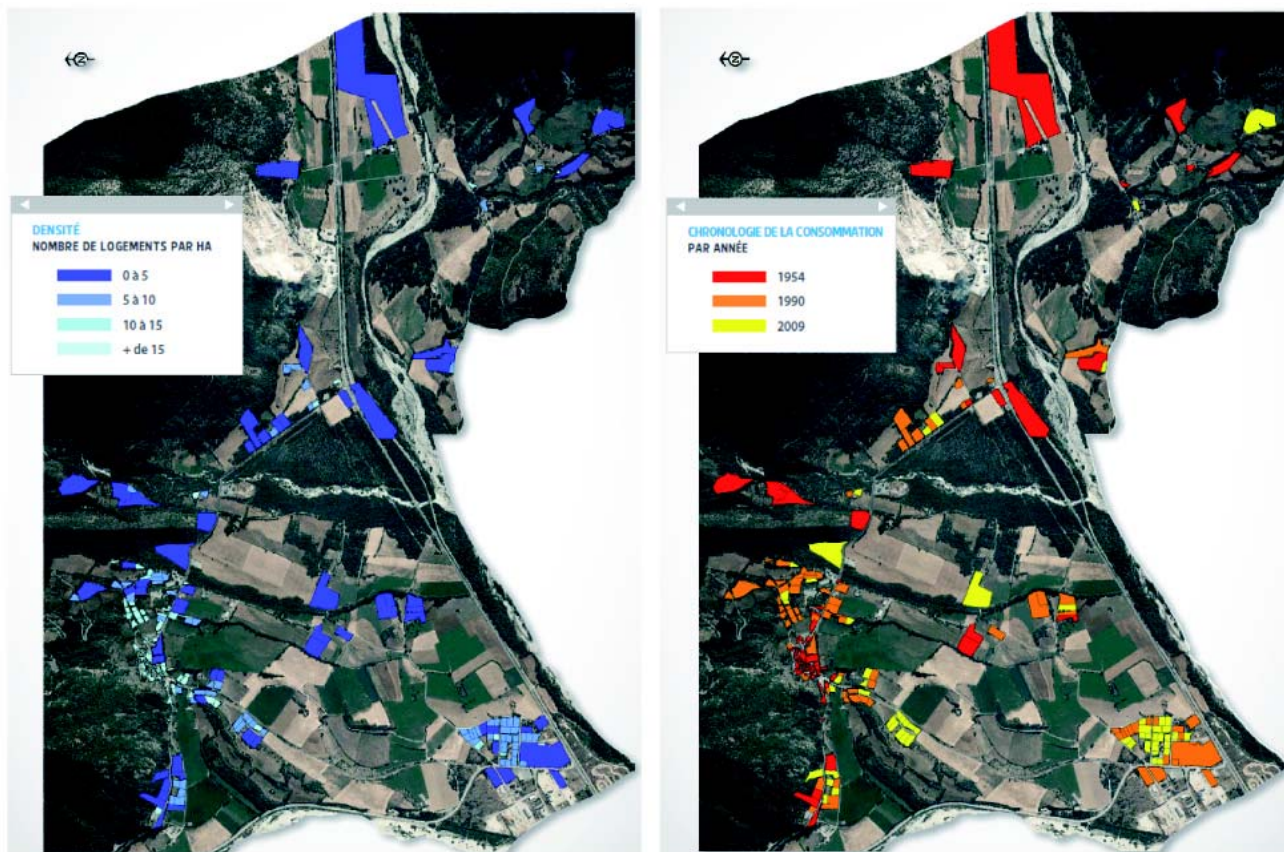 N
DENSITÉ
NOMBRE DE LOGEMENTS PAR HA
0 à 5
5 à 10
10 à 15
+ de 15
N
CHRONOLOGIE DE LA CONSOMMATION
PAR ANNÉE
1954
1990
2009